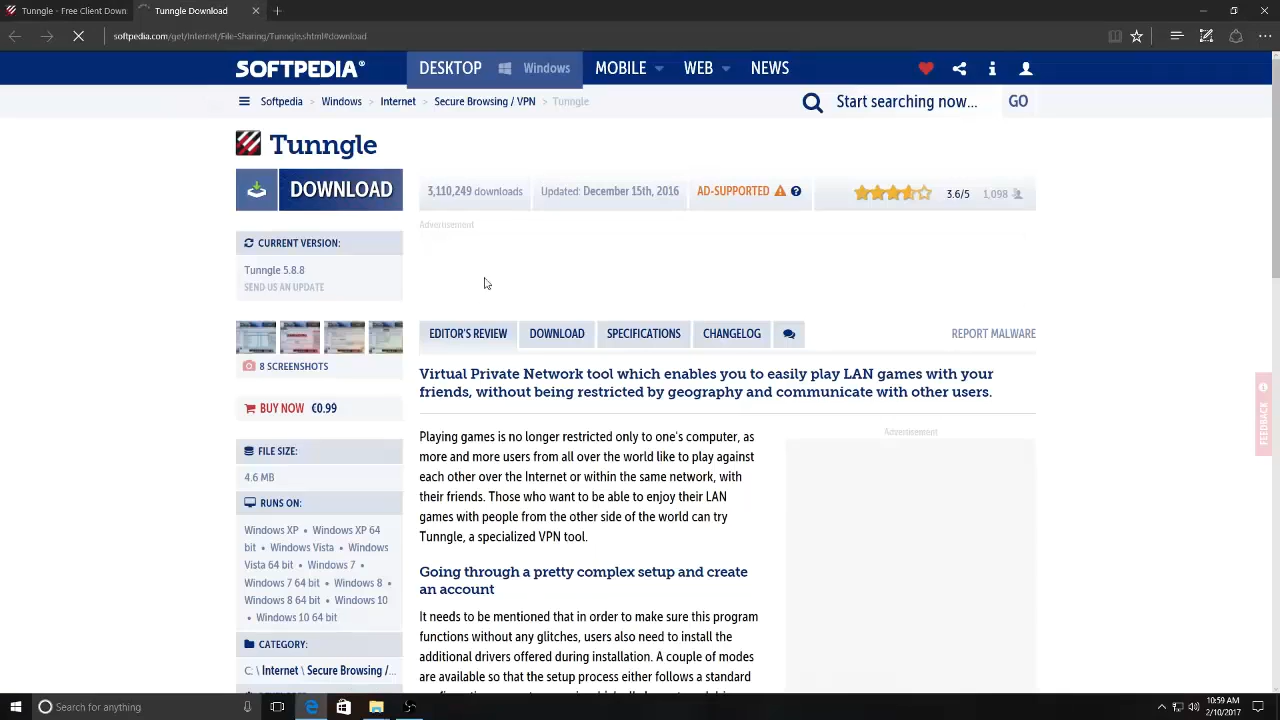 Tunngle - Free Client Down
December Tunngle Download
softpedia.com/get/Internet/File-Sharing/Tunngle.shtml#download
SOFTPEDIA®
DESKTOP Windows MOBILE WEB NEWS
Softpedia > Windows > Internet > Secure Browsing / VPN > Tunngle
Start searching now... GO
Tunngle
DOWNLOAD
3,110,249 downloads
Updated: December 15th, 2016
AD-SUPPORTED
3.6/5 1,098
Advertisement
CURRENT VERSION:
Tunngle 5.8.8
SEND US AN UPDATE
8 SCREENSHOTS
BUY NOW €0.99
FILE SIZE:
4.6 MB
RUNS ON:
Windows XP • Windows XP 64
bit • Windows Vista • Windows
Vista 64 bit • Windows 7 •
Windows 7 64 bit • Windows 8 •
Windows 8 64 bit • Windows 10
• Windows 10 64 bit
CATEGORY:
C: \ Internet \ Secure Browsing /...
EDITOR'S REVIEW DOWNLOAD SPECIFICATIONS CHANGELOG REPORT MALWARE
Virtual Private Network tool which enables you to easily play LAN games with your
friends, without being restricted by geography and communicate with other users.
Playing games is no longer restricted only to one's computer, as
more and more users from all over the world like to play against
each other over the Internet or within the same network, with
their friends. Those who want to be able to enjoy their LAN
games with people from the other side of the world can try
Tunngle, a specialized VPN tool.
Going through a pretty complex setup and create
an account
It needs to be mentioned that in order to make sure this program
functions without any glitches, users also need to install the
additional drivers offered during installation. A couple of modes
are available so that the setup process either follows a standard
Advertisement
FEEDBACK
Search for anything
10:59 AM
2/10/2017